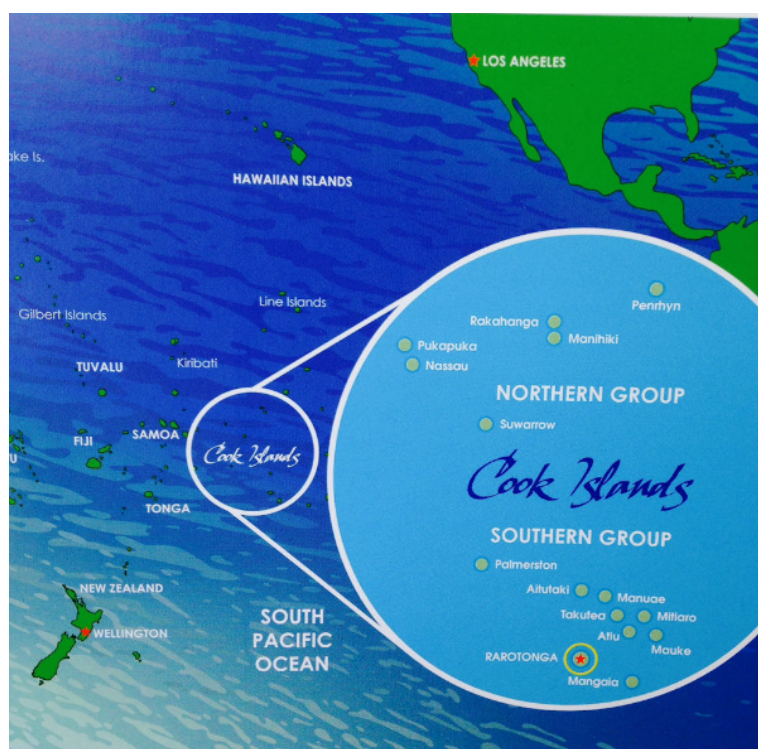 LOS ANGELES
ake Is.
HAWAIIAN ISLANDS
Line Islands
Gilbert Islands
Kiribati
TUVALU
SAMOA
FIJI
U
TONGA
Cook Islands
NEW ZEALAND
WELLINGTON
SOUTH
PACIFIC
OCEAN
Penrhyn
Rakahanga
Manihiki
Pukapuka
Nassau
NORTHERN GROUP
Suwarrow
Cook Islands
SOUTHERN GROUP
Palmerston
Aitutaki
Manuae
Takutea
Mitiaro
Atiu
Mauke
RAROTONGA
Mangaia